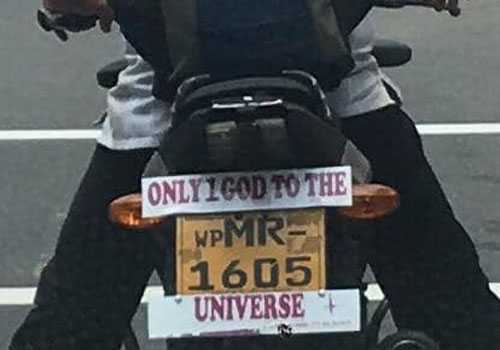 ONLY 1 GOD TO THE
WP MR-
1605
UNIVERSE